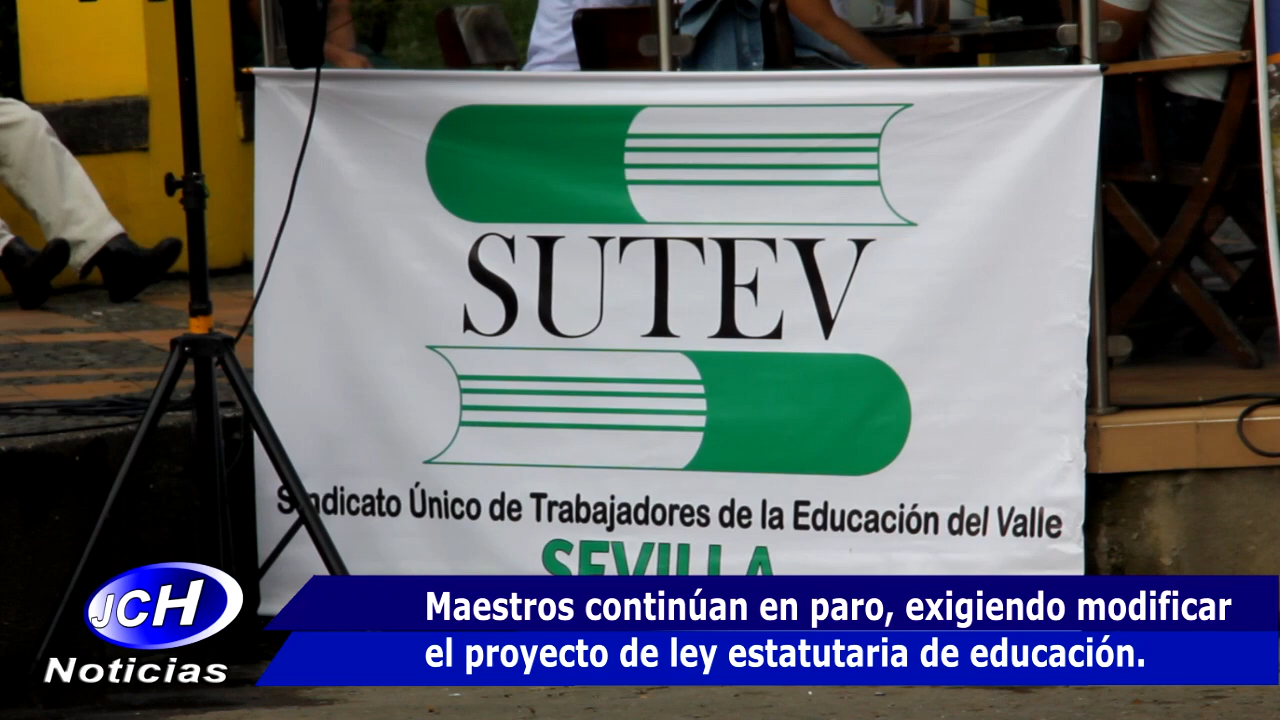 SUTEV
Sindicato Único de Trabajadores de la Educación del Valle
SEVILLA
Maestros continúan en paro, exigiendo modificar
el proyecto de ley estatutaria de educación.
JCH
Noticias